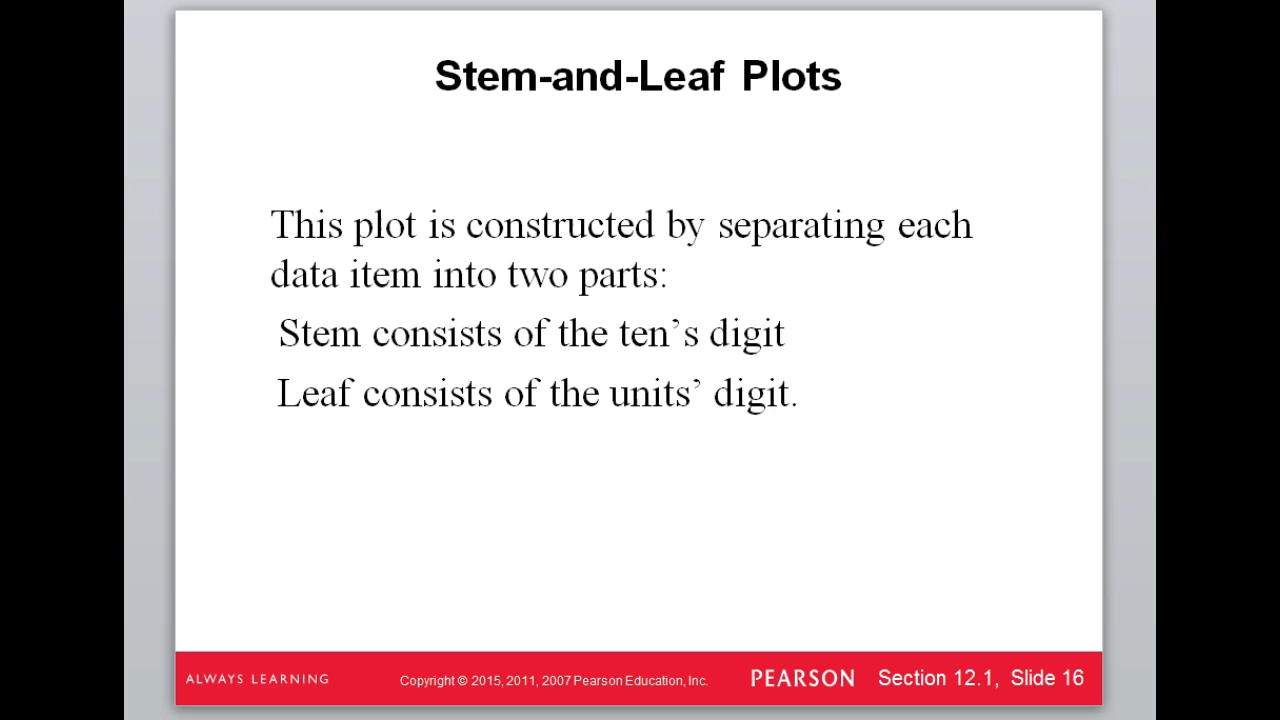 Stem-and-Leaf Plots
This plot is constructed by separating each
data item into two parts:
Stem consists of the ten’s digit
Leaf consists of the units’ digit.
ALWAYS LEARNING
Copyright © 2015, 2011, 2007 Pearson Education, Inc.
PEARSON
Section 12.1, Slide 16